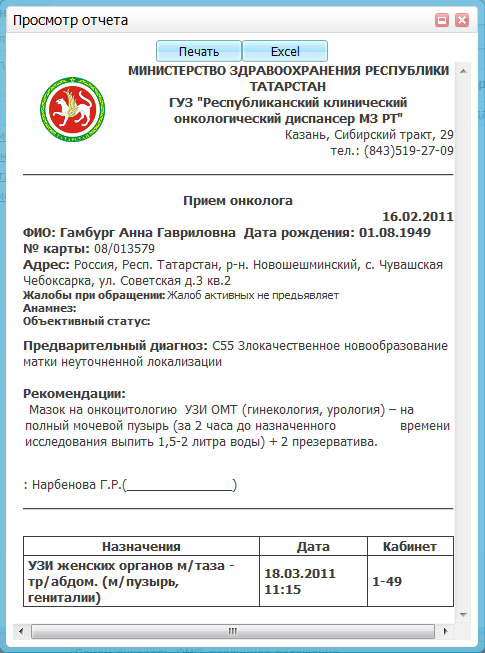 Просмотр отчета
Печать Excel
МИНИСТЕРСТВО ЗДРАВООХРАНЕНИЯ РЕСПУБЛИКИ
ТАТАРСТАН
ГУЗ "Республиканский клинический
онкологический диспансер МЗ РТ"
Казань, Сибирский тракт, 29
тел.: (843)519-27-09
Прием онколога
16.02.2011
ФИО: Гамбург Анна Гавриловна Дата рождения: 01.08.1949
№ карты: 08/013579
Адрес: Россия, Респ. Татарстан, р-н. Новошешминский, с. Чувашская
Чебоксарка, ул. Советская д.3 кв.2
Жалобы при обращении: Жалоб активных не предьявляет
Анамнез:
Объективный статус:
Предварительный диагноз: C55 Злокачественное новообразование
матки неуточненной локализации
Рекомендации:
Мазок на онкоцитологию УЗИ ОМТ (гинекология, урология) – на
полный мочевой пузырь (за 2 часа до назначенного времени
исследования выпить 1,5-2 литра воды) + 2 презерватива.
: Нарбенова Г.Р.(________________)
Назначения Дата Кабинет
УЗИ женских органов м/таза - 
тр/абдом. (м/пузырь,
гениталии)
18.03.2011
11:15
1-49